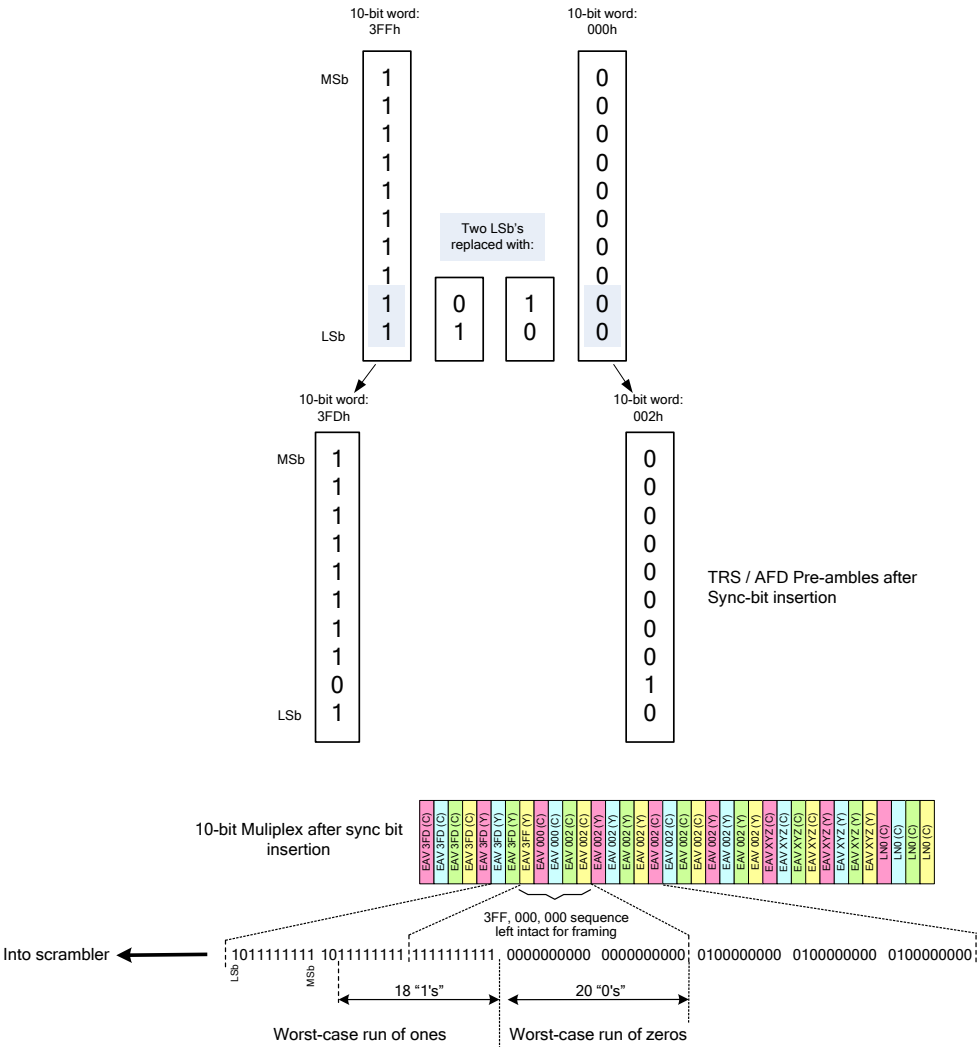 10-bit word:
3FFh
10-bit word:
000h
MSb
1
1
1
1
1
1
1
1
1
1
LSb
Two LSb's
replaced with:
0
1
1
0
0
0
0
0
0
0
0
0
0
0
10-bit word:
3FDh
10-bit word:
002h
MSb
1
1
1
1
1
1
1
1
0
1
LSb
0
0
0
0
0
0
0
0
1
0
TRS / AFD Pre-ambles after
Sync-bit insertion
10-bit Muliplex after sync bit
insertion
EAV 3FD (C)
EAV 3FD (C)
EAV 3FD (C)
EAV 3FD (C)
EAV 3FD (Y)
EAV 3FD (Y)
EAV 3FD (Y)
EAV 3FF (Y)
EAV 000 (C)
EAV 000 (C)
EAV 002 (C)
EAV 002 (C)
EAV 002 (Y)
EAV 002 (Y)
EAV 002 (Y)
EAV 002 (Y)
EAV 002 (C)
EAV 002 (C)
EAV 002 (C)
EAV 002 (C)
EAV 002 (Y)
EAV 002 (Y)
EAV 002 (Y)
EAV 002 (Y)
EAV XYZ (C)
EAV XYZ (C)
EAV XYZ (C)
EAV XYZ (C)
EAV XYZ (Y)
EAV XYZ (Y)
EAV XYZ (Y)
EAV XYZ (Y)
LN0 (C)
LN0 (C)
LN0 (C)
LN0 (C)
3FF, 000, 000 sequence
left intact for framing
Into scrambler
1011111111 1011111111 1111111111 0000000000 0000000000 0100000000 0100000000 0100000000
LSb
MSb
18 "1's"
20 "0's"
Worst-case run of ones
Worst-case run of zeros